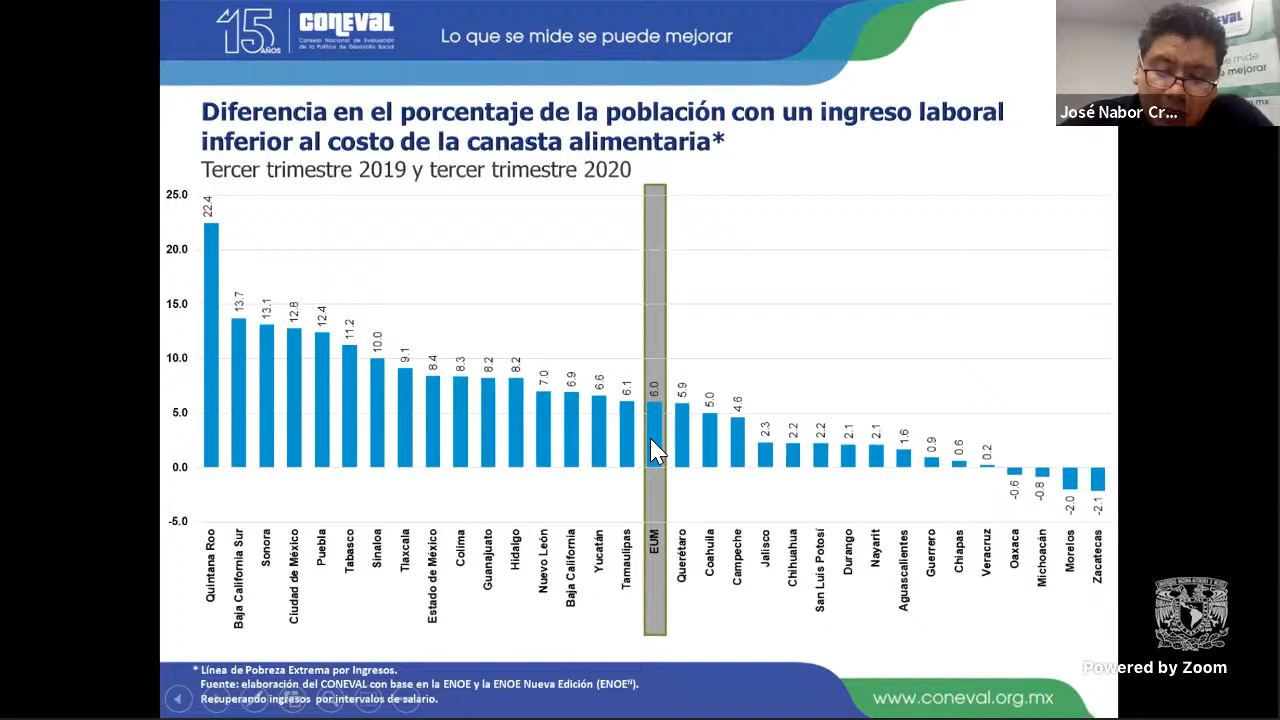 15 AÑOS
CONEVAL
Consejo Nacional de Evaluación
de la Política de Desarrollo Social
Lo que se mide se puede mejorar
José Nabor Cr...
Diferencia en el porcentaje de la población con un ingreso laboral
inferior al costo de la canasta alimentaria*
Tercer trimestre 2019 y tercer trimestre 2020
25.0
20.0
15.0
10.0
5.0
0.0
-5.0
22.4
13.7
13.1
12.8
12.4
11.2
10.0
9.1
8.4
8.3
8.2
8.2
7.0
6.9
6.6
6.1
6.0
5.9
5.0
4.6
2.3
2.2
2.2
2.1
2.1
1.6
0.9
0.6
0.2
-0.6
-0.8
-2.0
-2.1
Quintana Roo
Baja California Sur
Sonora
Ciudad de México
Puebla
Tabasco
Sinaloa
Tlaxcala
Estado de México
Colima
Guanajuato
Hidalgo
Nuevo León
Baja California
Yucatán
Tamaulipas
EUM
Querétaro
Coahuila
Campeche
Jalisco
Chihuahua
San Luis Potosí
Durango
Nayarit
Aguascalientes
Guerrero
Chiapas
Veracruz
Oaxaca
Michoacán
Morelos
Zacatecas
* Línea de Pobreza Extrema por Ingresos.
Fuente: elaboración del CONEVAL con base en la ENOE y la ENOE Nueva Edición (ENOEᴺ).
Recuperando ingresos por intervalos de salario.
www.coneval.org.mx
Powered by Zoom